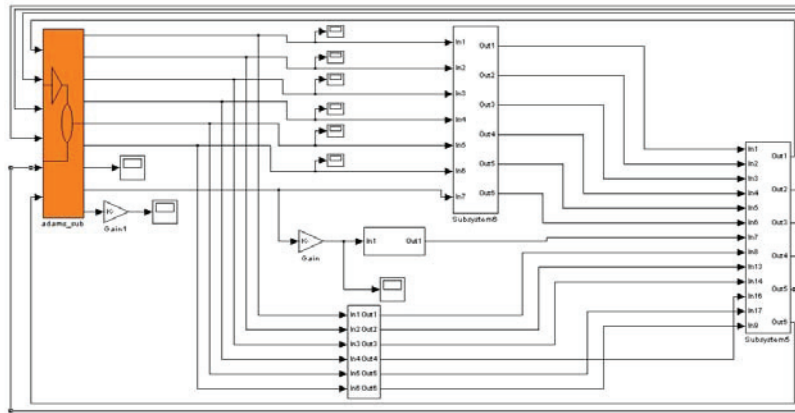 In1
In2
In3
In4
In5
In6
In7
Out1
Out2
Out3
Out4
Out5
Out6
Subsystem6
adams_sub
Gain1
Gain
In1
Out1
In1 Out1
In2 Out2
In3 Out3
In4 Out4
In5 Out5
In6 Out6
In1
In2
In3
In4
In5
In6
In7
In8
In13
In14
In16
In17
In9
Out1
Out2
Out3
Out4
Out5
Out6
Subsystem5